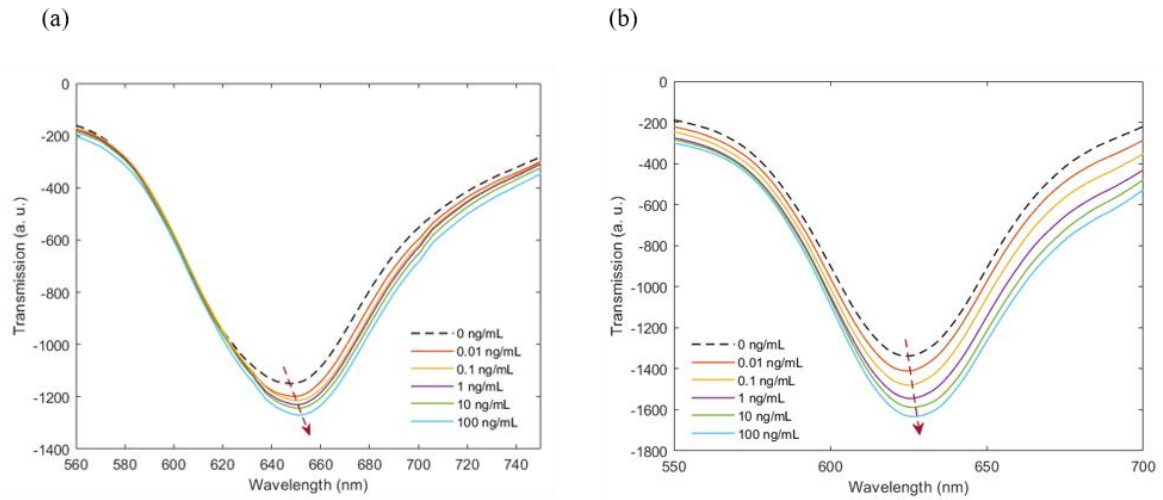 (a)
(b)
0
-200
-400
-600
-800
-1000
-1200
-1400
Transmission (a. u.)
560 580 600 620 640 660 680 700 720 740
Wavelength (nm)
0 ng/mL
0.01 ng/mL
0.1 ng/mL
1 ng/mL
10 ng/mL
100 ng/mL
0
-200
-400
-600
-800
-1000
-1200
-1400
-1600
-1800
Transmission (a. u.)
550 600 650 700
Wavelength (nm)
0 ng/mL
0.01 ng/mL
0.1 ng/mL
1 ng/mL
10 ng/mL
100 ng/mL